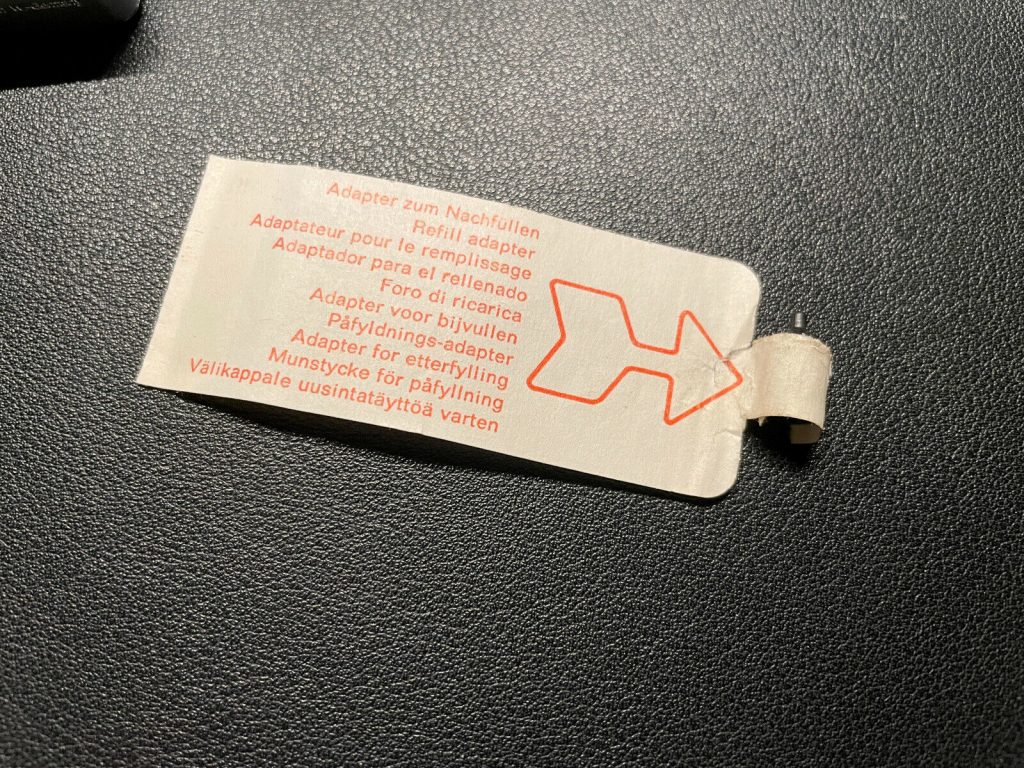 Adapter zum Nachfüllen
Refill adapter
Adaptateur pour le remplissage
Adaptador para el rellenado
Foro di ricarica
Adapter voor bijvullen
Påfyldnings-adapter
Adapter for etterfylling
Munstycke för påfyllning
Välikappale uusintatäyttöä varten